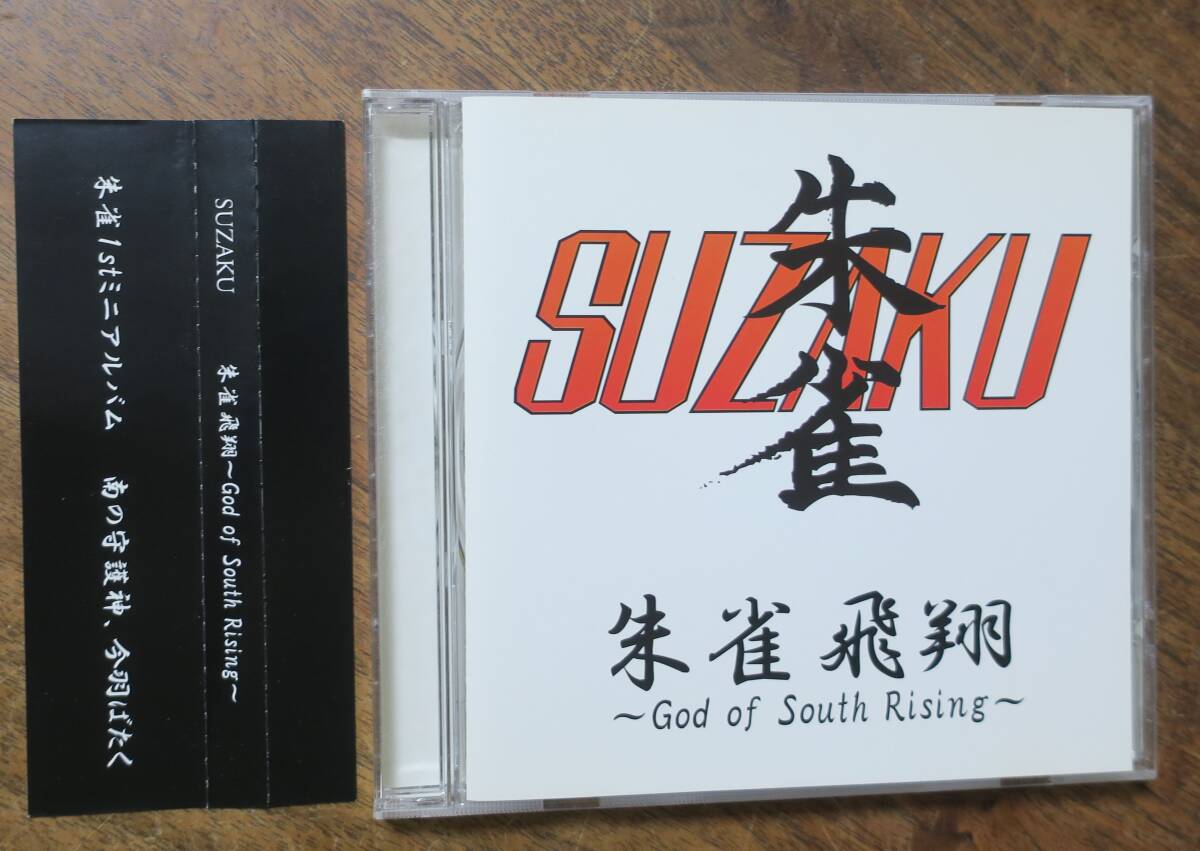 朱雀1stミニアルバム 南の守護神、今羽ばたく
SUZAKU 朱雀飛翔～God of South Rising～
SUZAKU
朱雀
朱雀飛翔
～God of South Rising～